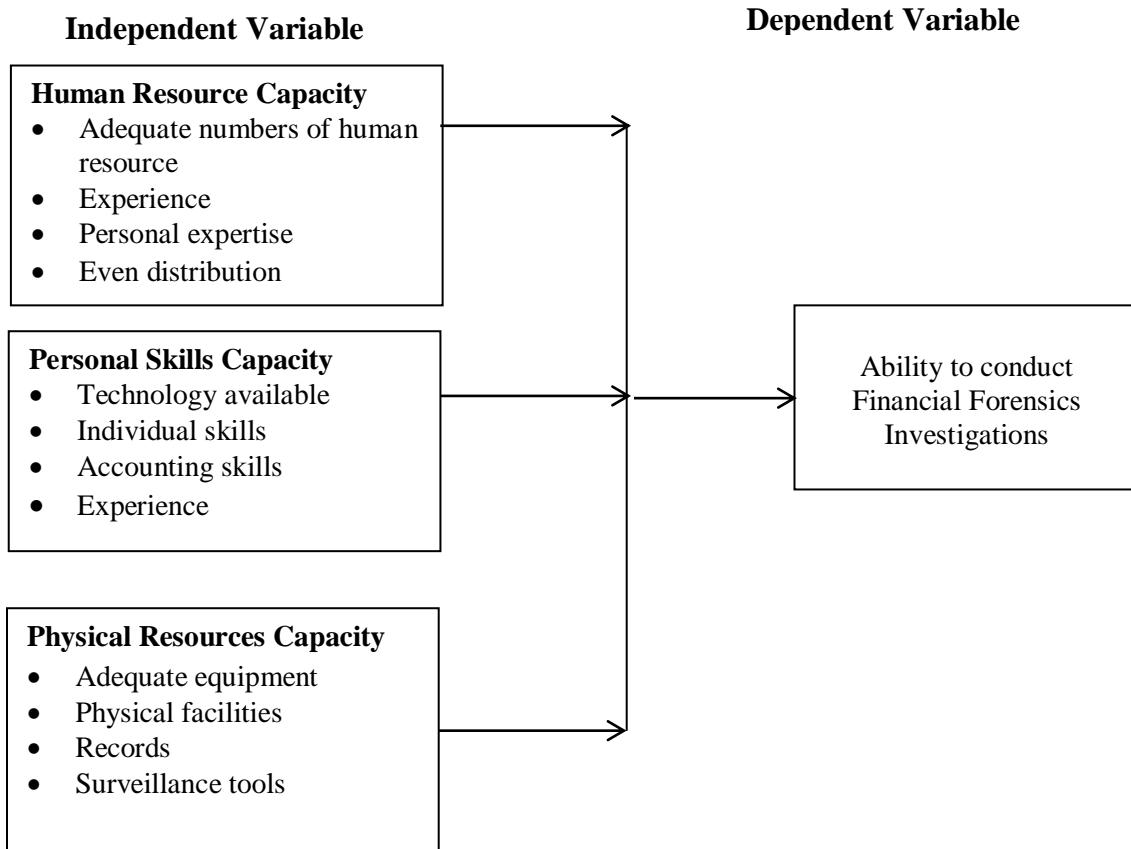 Independent Variable
Dependent Variable
Human Resource Capacity
• Adequate numbers of human
resource
• Experience
• Personal expertise
• Even distribution
Personal Skills Capacity
• Technology available
• Individual skills
• Accounting skills
• Experience
Physical Resources Capacity
• Adequate equipment
• Physical facilities
• Records
• Surveillance tools
Ability to conduct
Financial Forensics
Investigations